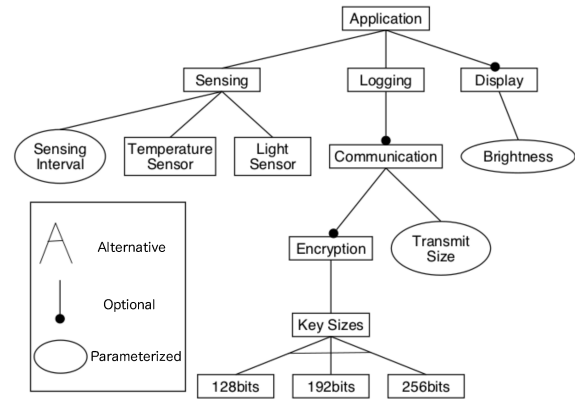 Application
Sensing
Logging
Display
Sensing
Interval
Temperature
Sensor
Light
Sensor
Communication
Brightness
Alternative
Optional
Parameterized
Encryption
Transmit
Size
Key Sizes
128bits
192bits
256bits